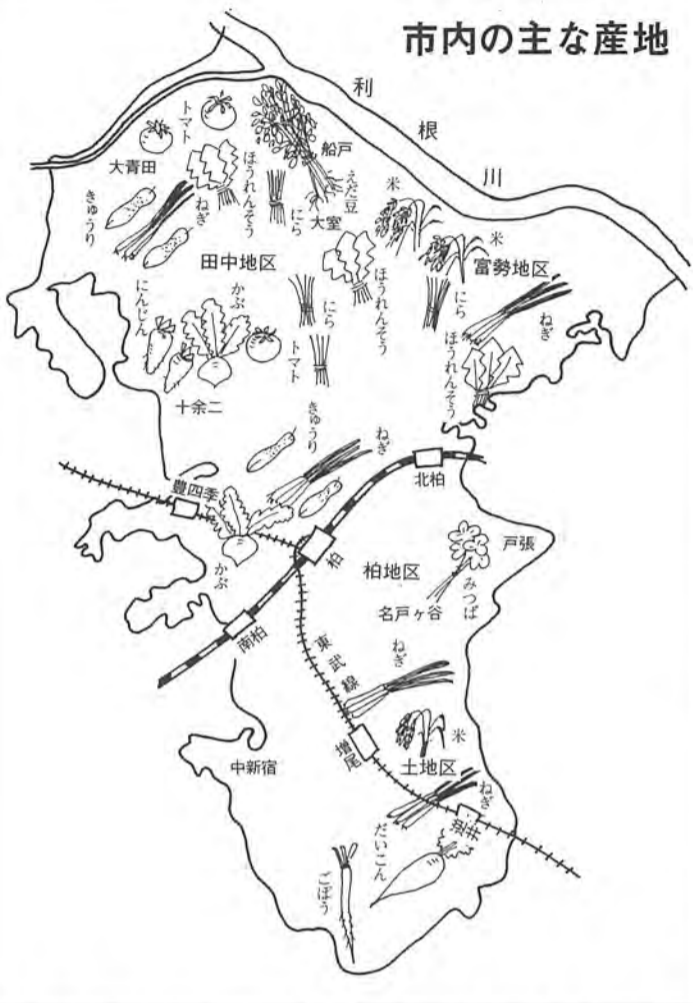 市内の主な産地
利根川
船戸
トマト
大青田
ほうれんそう
えだ豆
にら
大室
米
きゅうり
ねぎ
米
田中地区
富勢地区
ほうれんそう
にんじん
かぶ
にら
にら
ねぎ
トマト
ほうれんそう
十余二
きゅうり
ねぎ
北柏
豊四季
柏
戸張
かぶ
柏地区
みつば
名戸ヶ谷
南柏
東武線
ねぎ
米
増尾
中新宿
土地区
ねぎ
だいこん
ごぼう